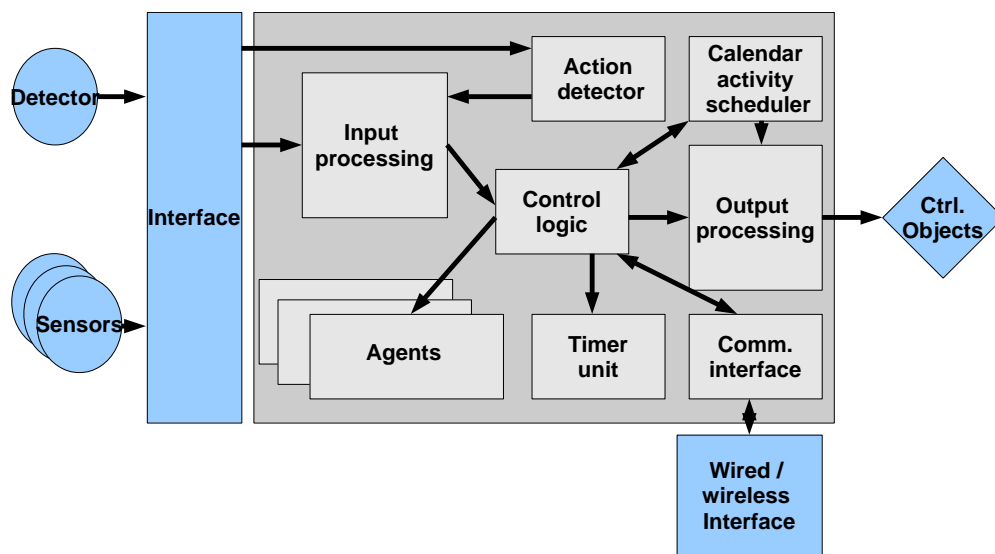 Detector
Interface
Sensors
Input
processing
Action
detector
Calendar
activity
scheduler
Control
logic
Output
processing
Ctrl.
Objects
Agents
Timer
unit
Comm.
interface
Wired /
wireless
Interface